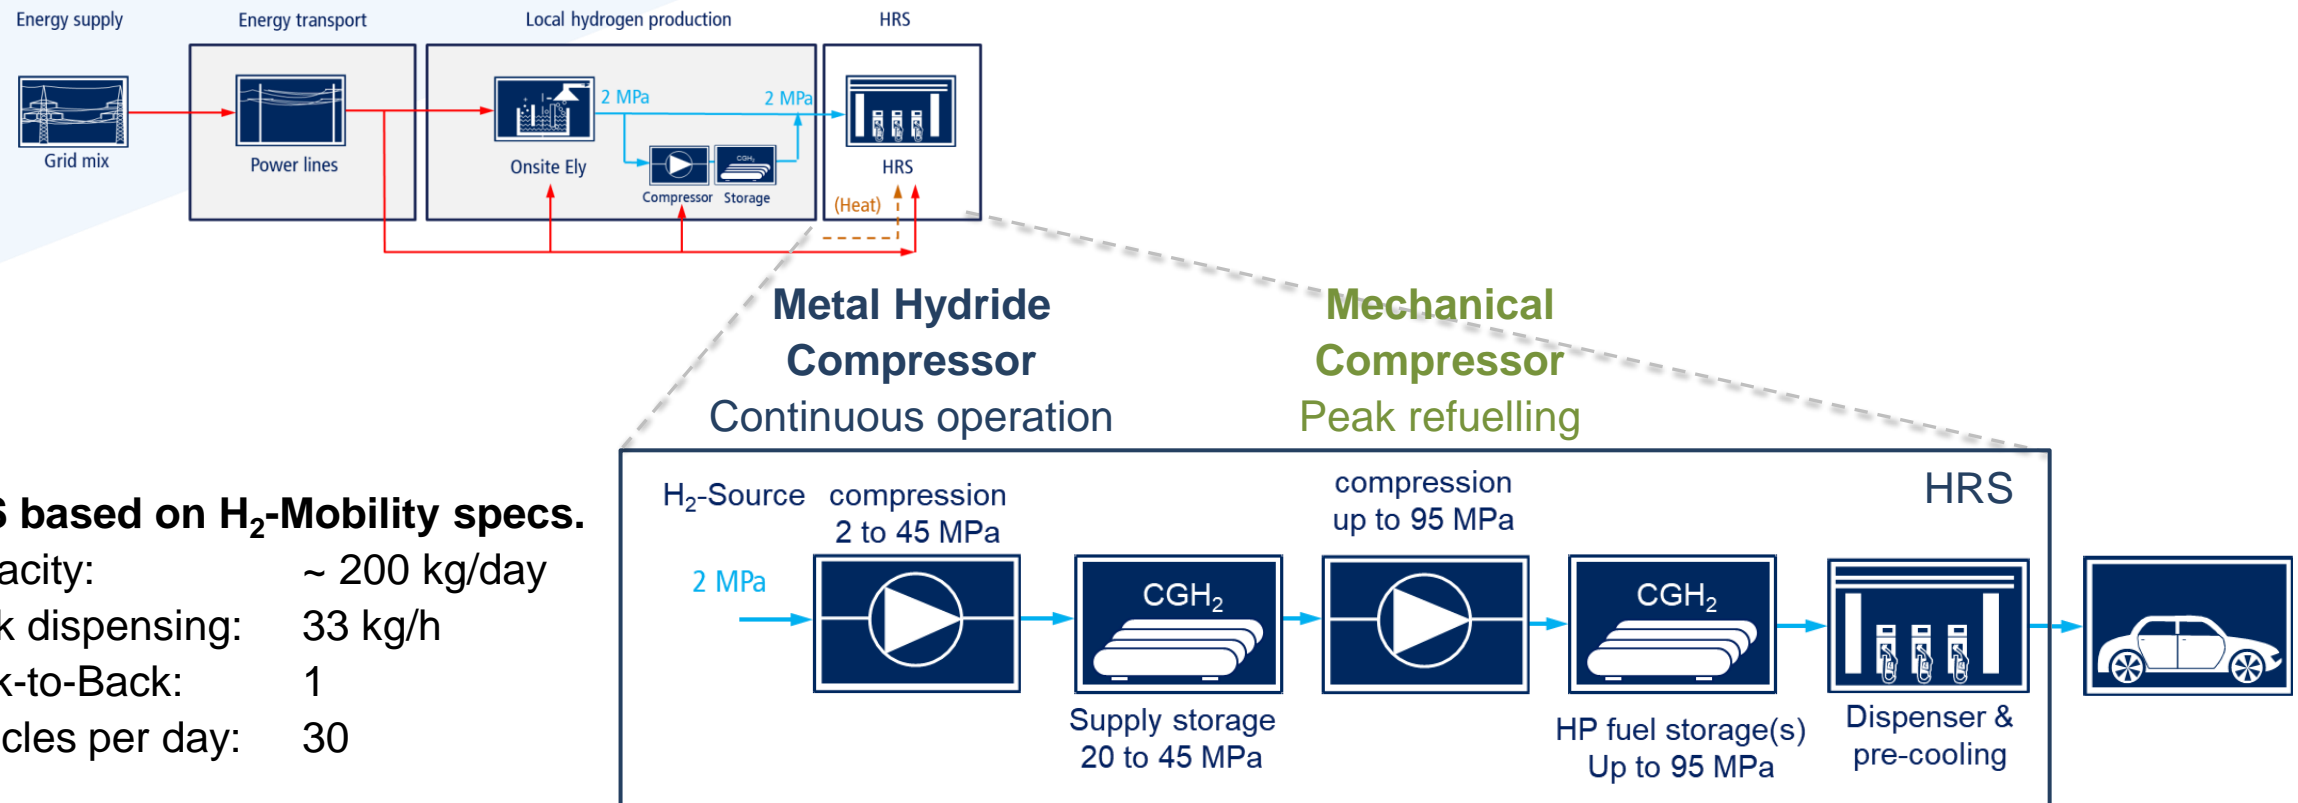 Energy supply
Energy transport
Local hydrogen production
HRS
2 MPa
2 MPa
Grid mix
Power lines
Onsite Ely
CGH₂
Compressor
Storage
HRS
(Heat)
Metal Hydride
Compressor
Continuous operation
Mechanical
Compressor
Peak refuelling
S based on H₂-Mobility specs.
acity: ~ 200 kg/day
k dispensing: 33 kg/h
k-to-Back: 1
icles per day: 30
HRS
H₂-Source
2 MPa
compression
2 to 45 MPa
CGH₂
Supply storage
20 to 45 MPa
compression
up to 95 MPa
CGH₂
HP fuel storage(s)
Up to 95 MPa
Dispenser &
pre-cooling